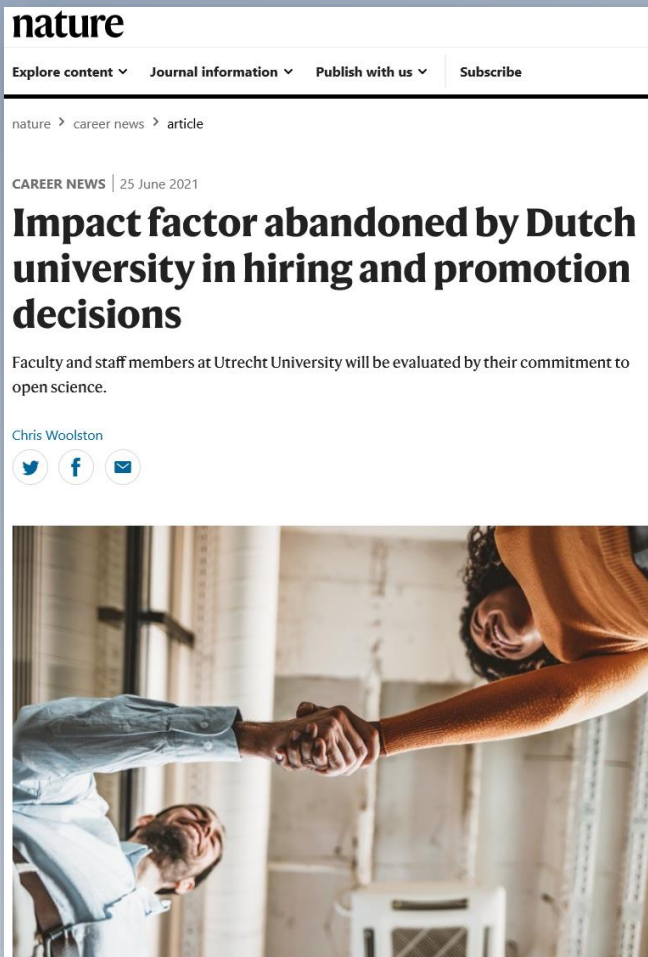 nature
Explore content Journal information Publish with us Subscribe
nature > career news > article
CAREER NEWS | 25 June 2021
Impact factor abandoned by Dutch
university in hiring and promotion
decisions
Faculty and staff members at Utrecht University will be evaluated by their commitment to
open science.
Chris Woolston